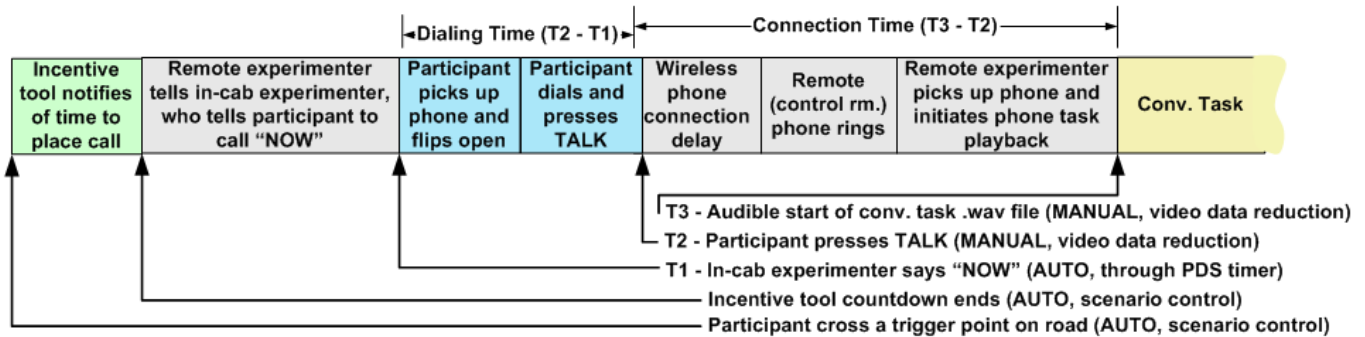 Dialing Time (T2 - T1)
Connection Time (T3 - T2)
Incentive
tool notifies
of time to
place call
Remote experimenter
tells in-cab experimenter,
who tells participant to
call “NOW”
Participant
picks up
phone and
flips open
Participant
dials and
presses
TALK
Wireless
phone
connection
delay
Remote
(control rm.)
phone rings
Remote experimenter
picks up phone and
initiates phone task
playback
Conv. Task
T3 - Audible start of conv. task .wav file (MANUAL, video data reduction)
T2 - Participant presses TALK (MANUAL, video data reduction)
T1 - In-cab experimenter says “NOW” (AUTO, through PDS timer)
Incentive tool countdown ends (AUTO, scenario control)
Participant cross a trigger point on road (AUTO, scenario control)